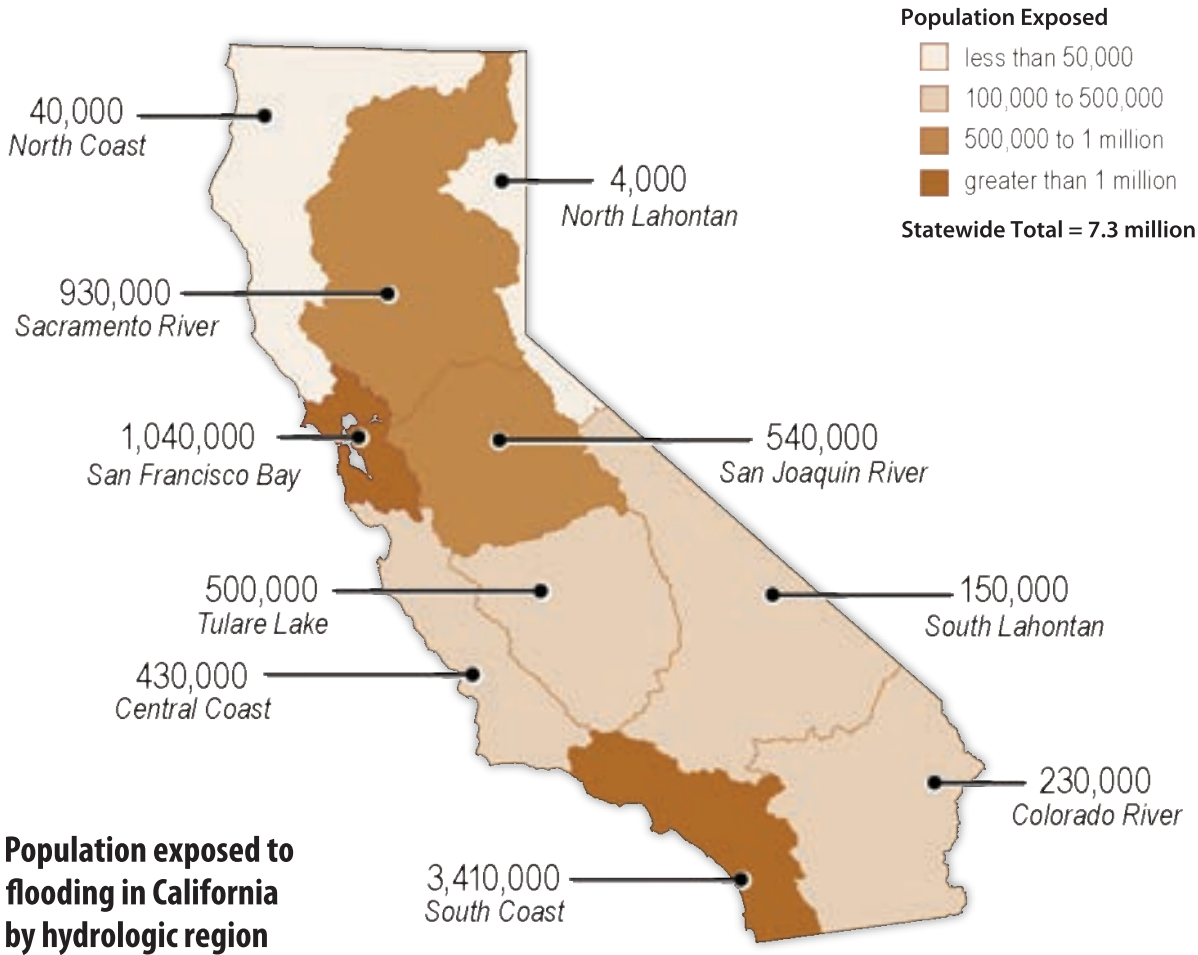 Population Exposed
less than 50,000
100,000 to 500,000
500,000 to 1 million
greater than 1 million
Statewide Total = 7.3 million
40,000
North Coast
4,000
North Lahontan
930,000
Sacramento River
1,040,000
San Francisco Bay
540,000
San Joaquin River
500,000
Tulare Lake
150,000
South Lahontan
430,000
Central Coast
230,000
Colorado River
3,410,000
South Coast
Population exposed to
flooding in California
by hydrologic region